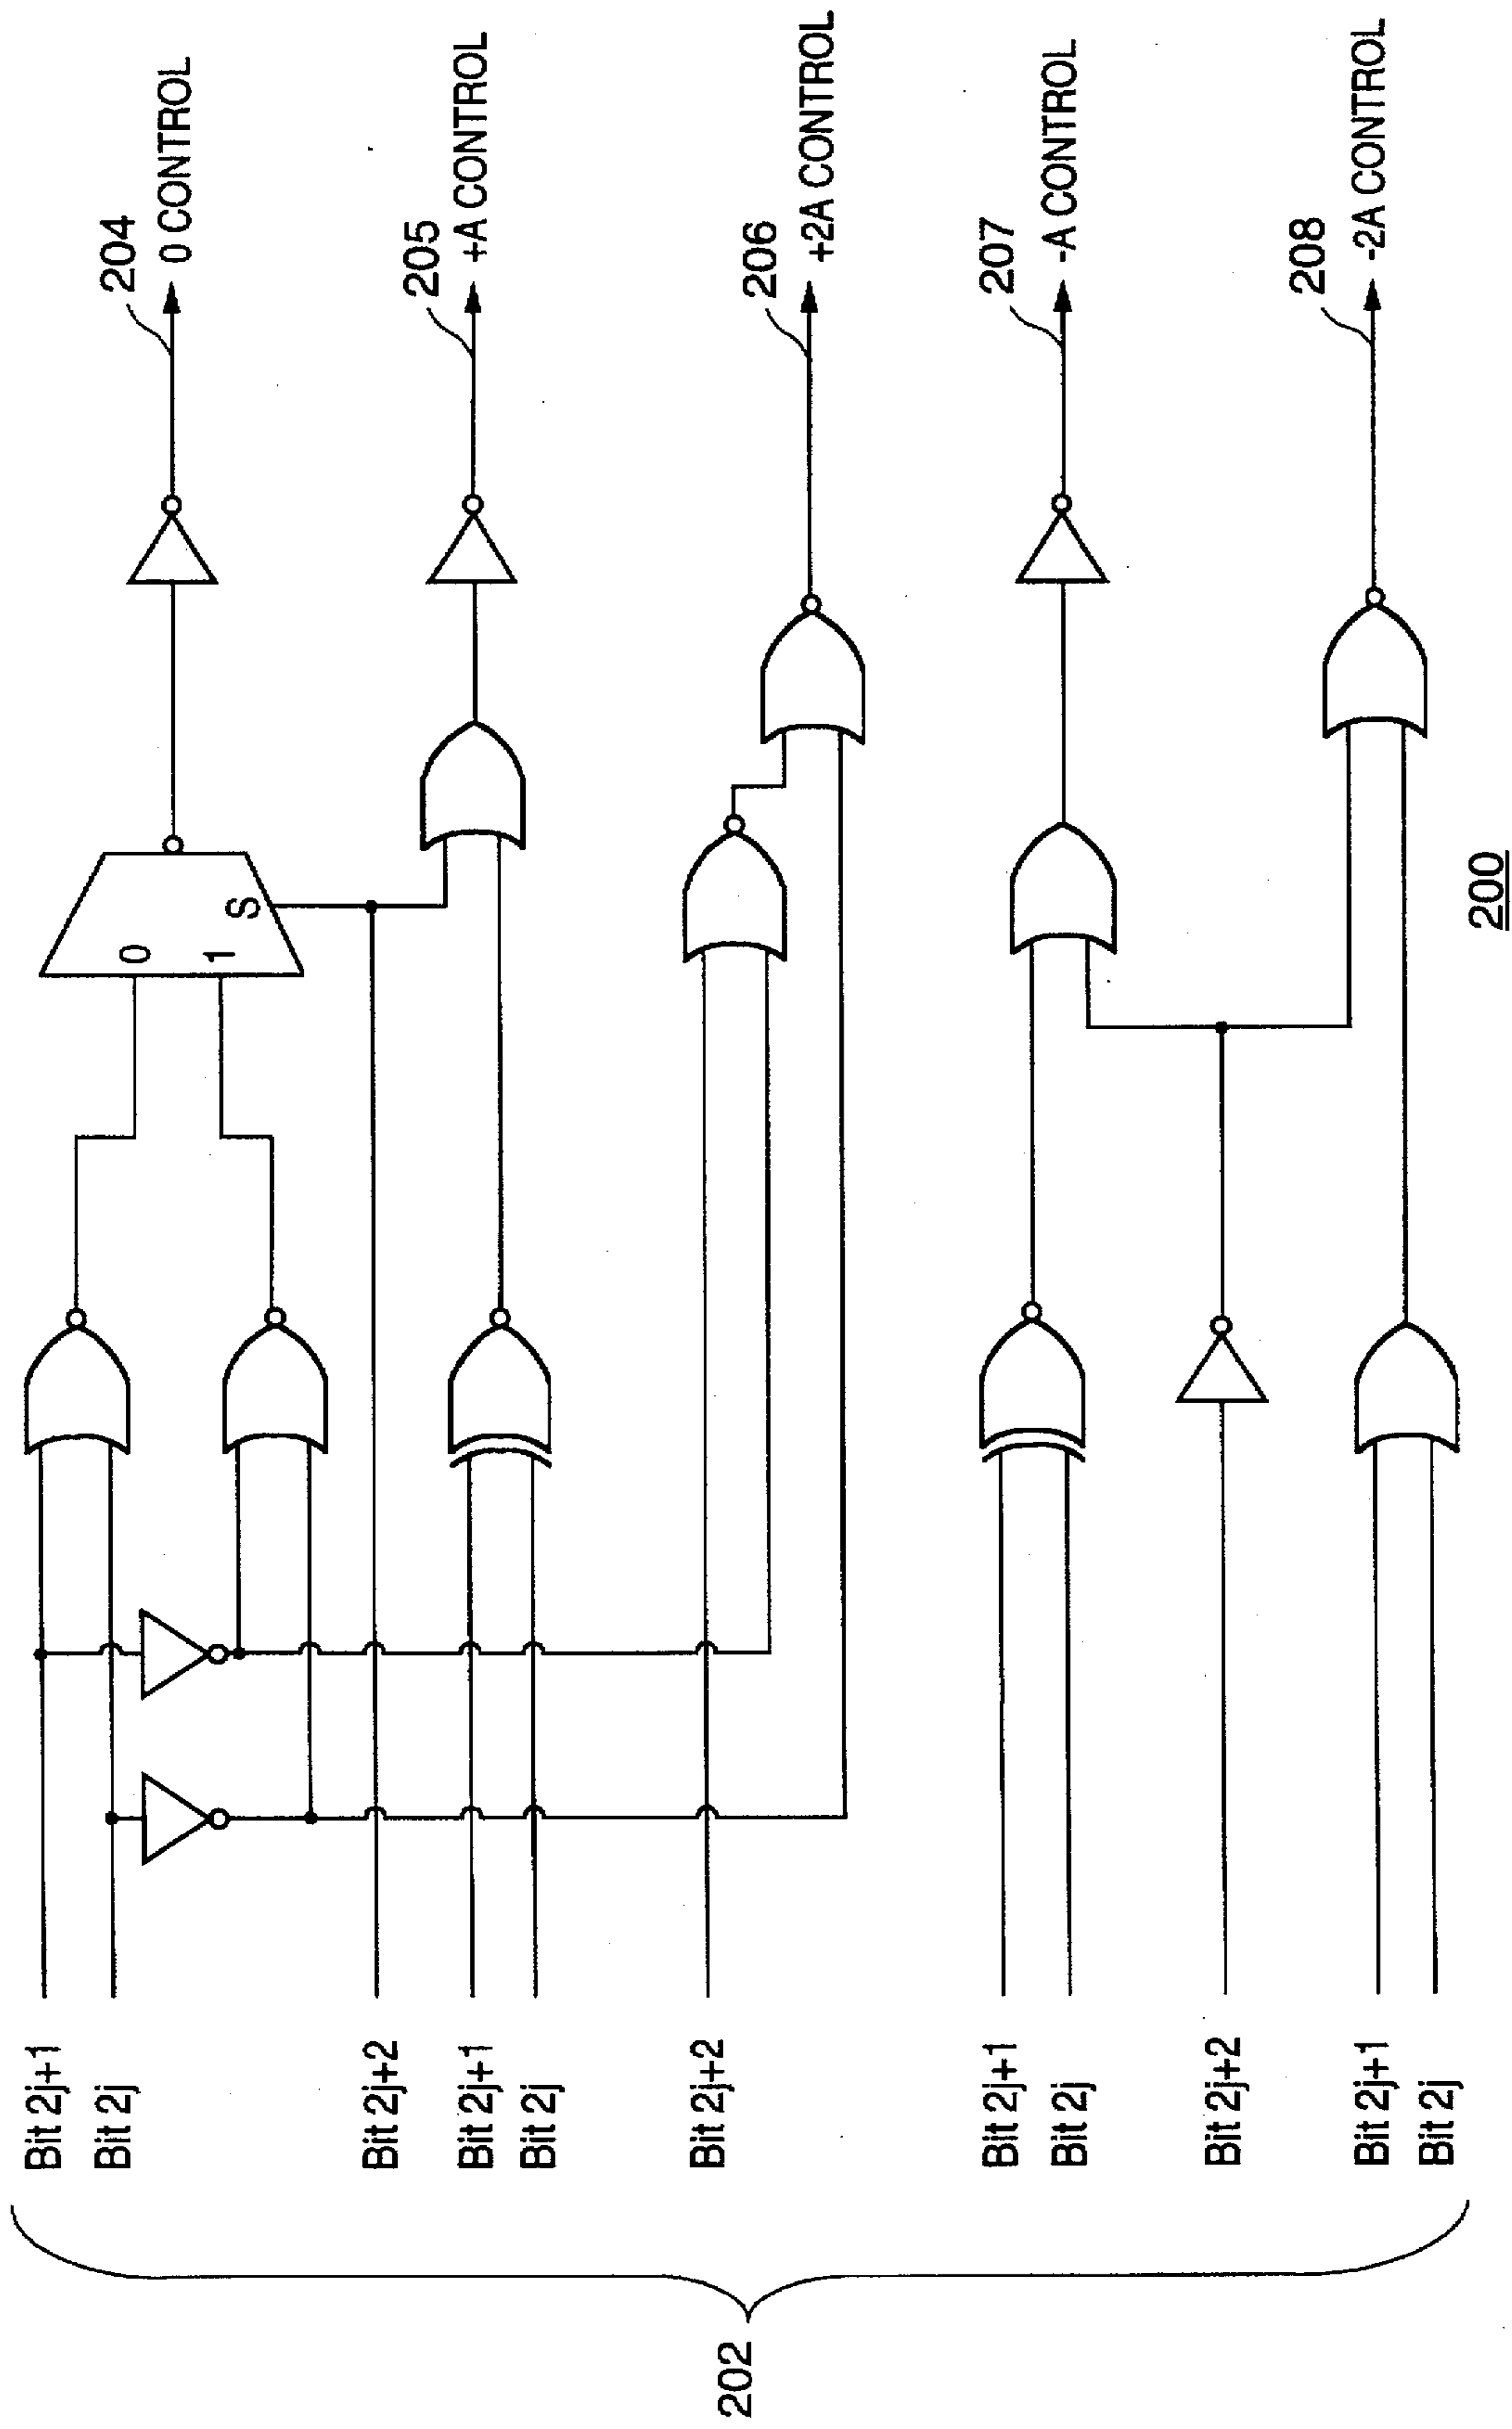 202
Bit 2j+1
Bit 2j
Bit 2j+2
Bit 2j+1
Bit 2j
Bit 2j+2
Bit 2j+1
Bit 2j
Bit 2j+2
Bit 2j+1
Bit 2j
0
1
S
204
0 CONTROL
205
+A CONTROL
206
+2A CONTROL
207
-A CONTROL
208
-2A CONTROL
200